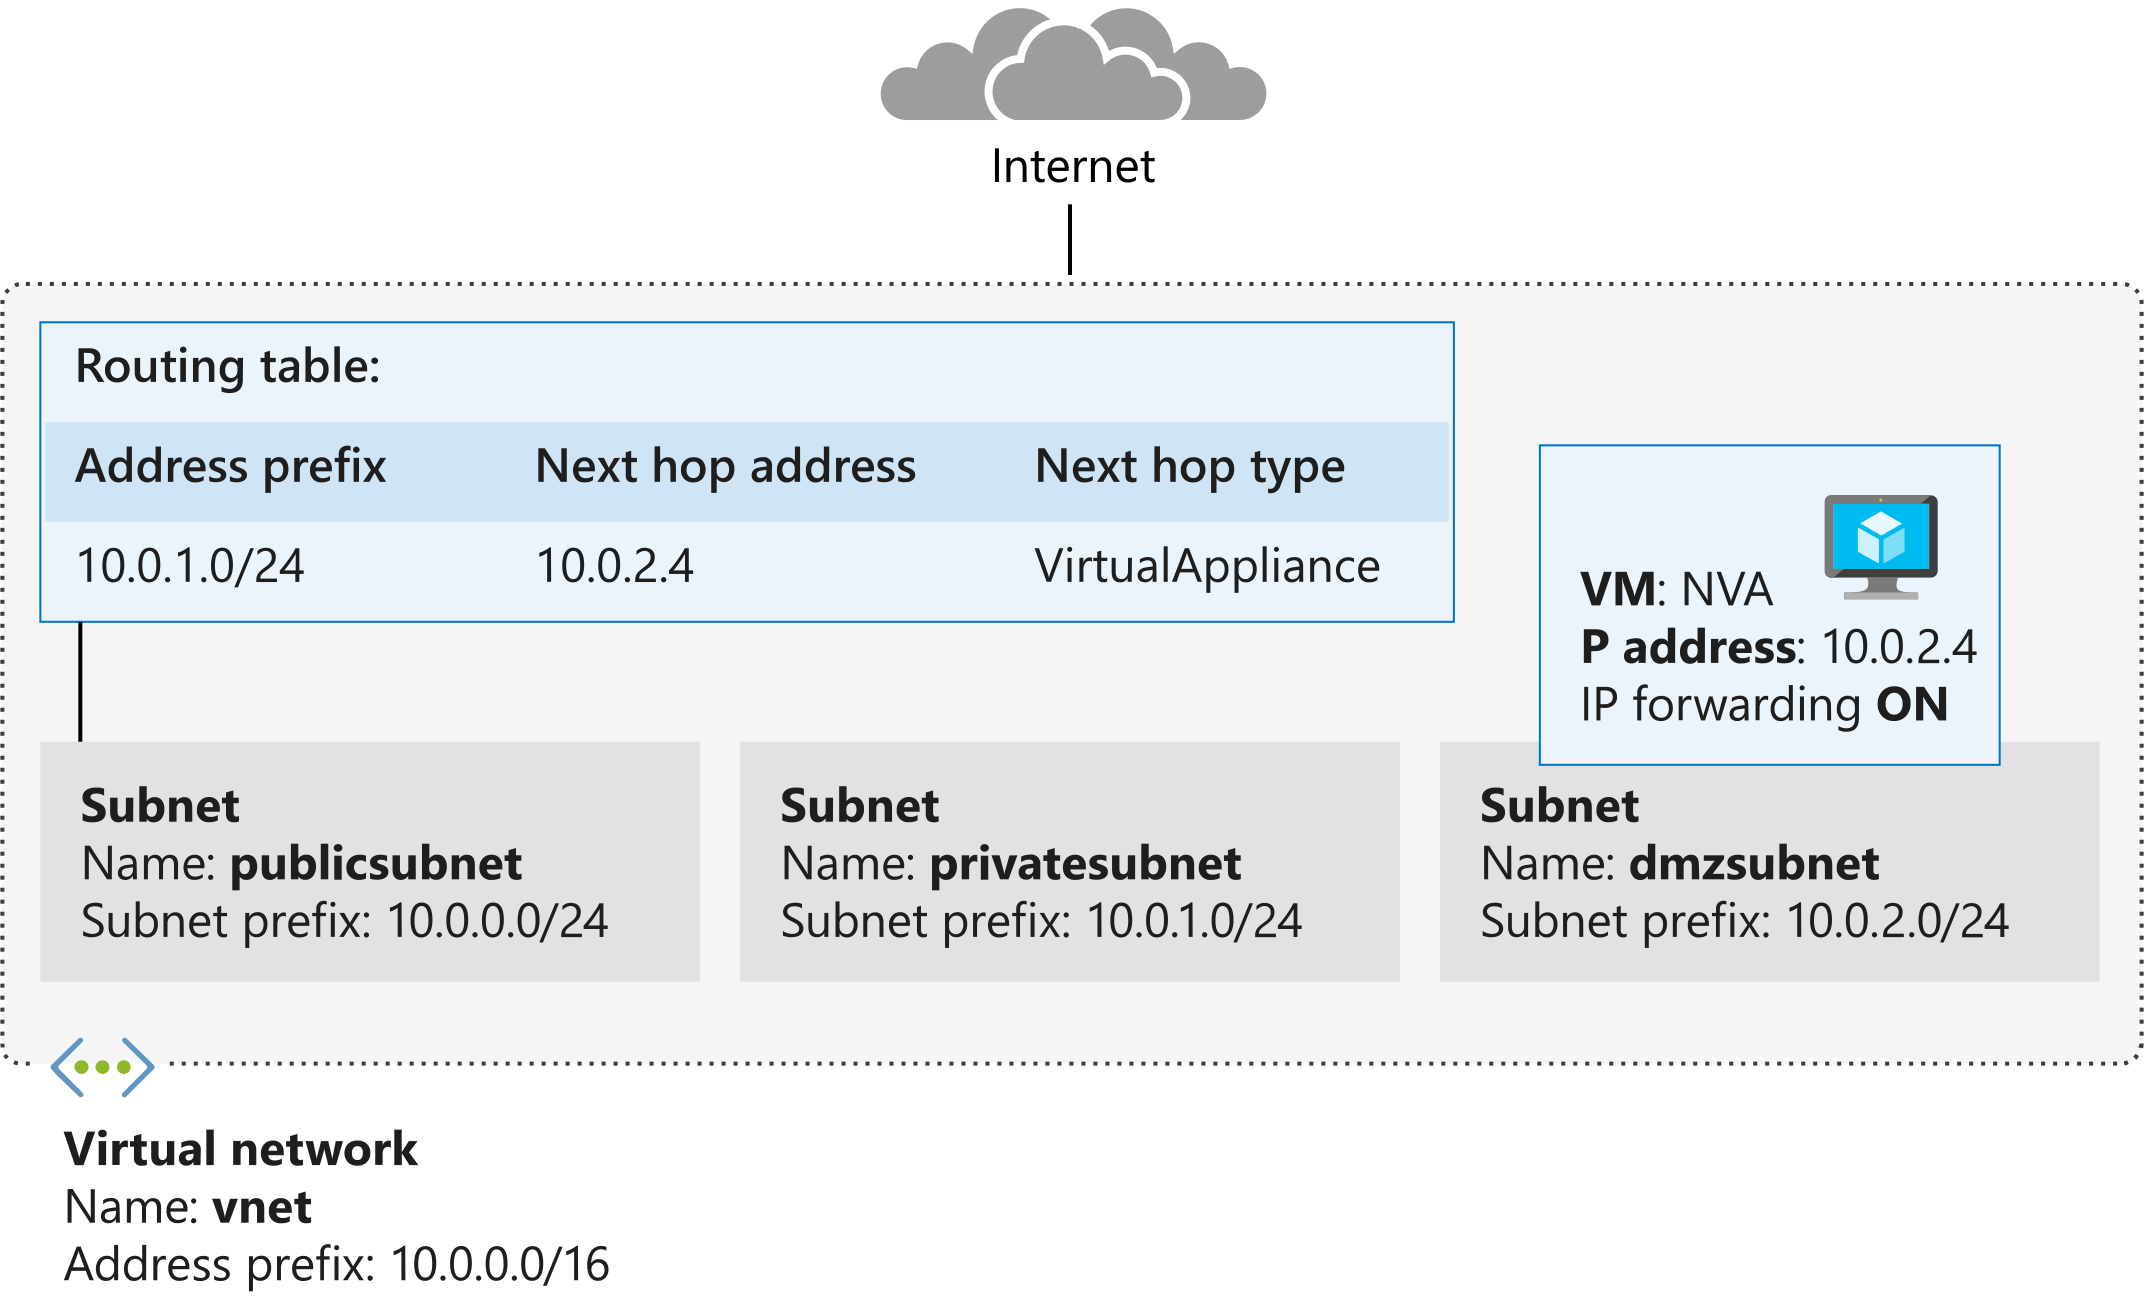 Internet
Routing table:
Address prefix Next hop address Next hop type
10.0.1.0/24 10.0.2.4 VirtualAppliance
VM: NVA
P address: 10.0.2.4
IP forwarding ON
Subnet
Name: publicsubnet
Subnet prefix: 10.0.0.0/24
Subnet
Name: privatesubnet
Subnet prefix: 10.0.1.0/24
Subnet
Name: dmzsubnet
Subnet prefix: 10.0.2.0/24
Virtual network
Name: vnet
Address prefix: 10.0.0.0/16